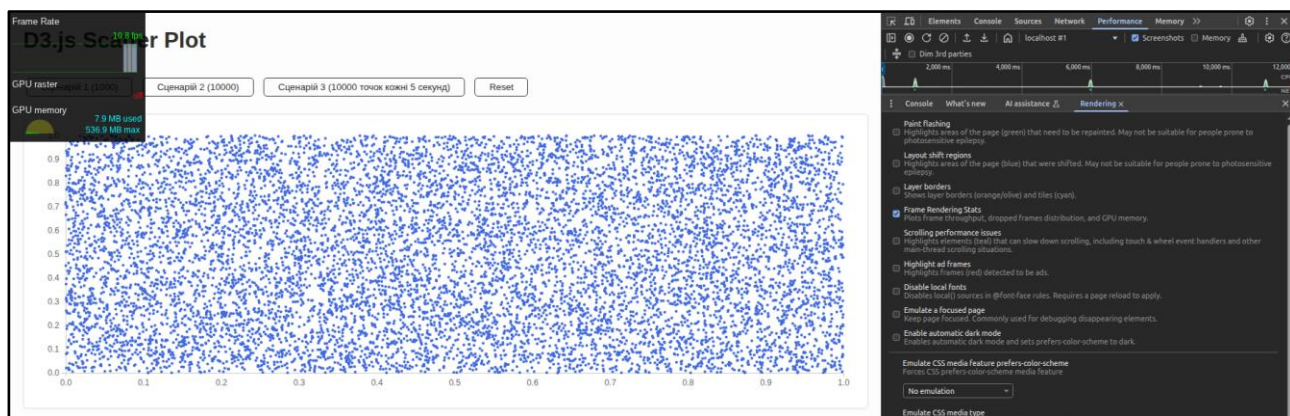 Frame Rate
19.8 fps
D3.js Scatter Plot
GPU raster
Сценарій 1 (1000)
Сценарій 2 (10000)
Сценарій 3 (10000 точок кожні 5 секунд)
Reset
GPU memory
7.9 MB used
536.9 MB max
0.9
0.8
0.7
0.6
0.5
0.4
0.3
0.2
0.1
0.0
0.0 0.1 0.2 0.3 0.4 0.5 0.6 0.7 0.8 0.9 1.0
Elements Console Sources Network Performance Memory
localhost #1 Screenshots Memory
Dim 3rd parties
2,000 ms 4,000 ms 6,000 ms 8,000 ms 10,000 ms 12,000
Console What's new AI assistance Rendering
Paint flashing
Highlights areas of the page (green) that need to be repainted. May not be suitable for people prone to
photosensitive epilepsy.
Layout shift regions
Highlights areas of the page (blue) that were shifted. May not be suitable for people prone to photosensitive
epilepsy.
Layer borders
Shows layer borders (orange/olive) and tiles (cyan).
Frame Rendering Stats
Plots frame throughput, dropped frames distribution, and GPU memory.
Scrolling performance issues
Highlights elements (teal) that can slow down scrolling, including touch & wheel event handlers and other
main-thread scrolling situations.
Highlight ad frames
Highlights frames (red) detected to be ads.
Disable local fonts
Disables local() sources in @font-face rules. Requires a page reload to apply.
Emulate a focused page
Keep page focused. Commonly used for debugging disappearing elements.
Enable automatic dark mode
Enables automatic dark mode and sets prefers-color-scheme to dark.
Emulate CSS media feature prefers-color-scheme
Forces CSS prefers-color-scheme media feature
No emulation
Emulate CSS media type